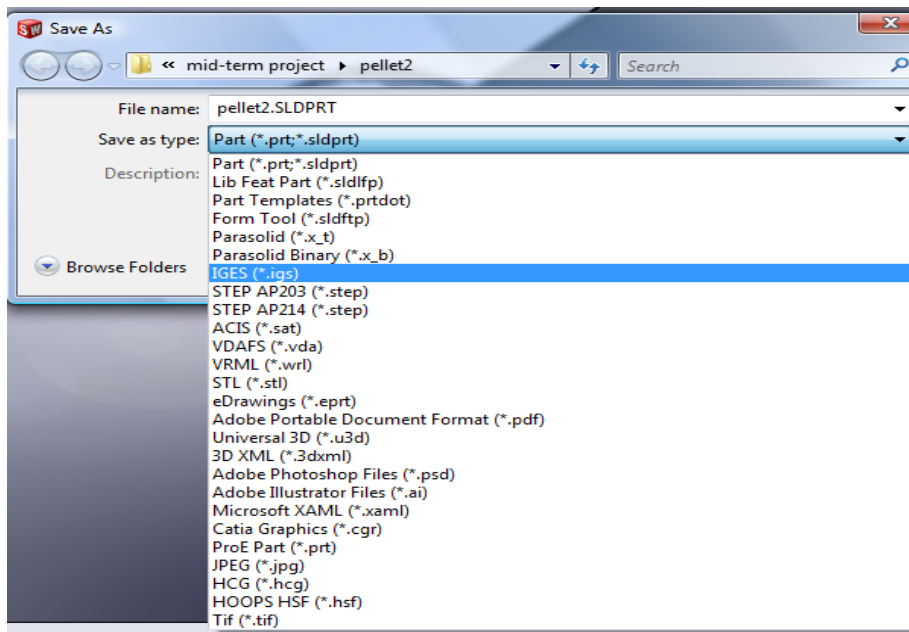 SW Save As
« mid-term project ▸ pellet2 Search
File name: pellet2.SLDPRT
Save as type: Part (*.prt;*.sldprt)
Description:
Part (*.prt;*.sldprt)
Lib Feat Part (*.sldlfp)
Part Templates (*.prtdot)
Form Tool (*.sldftp)
Parasolid (*.x_t)
Parasolid Binary (*.x_b)
IGES (*.igs)
STEP AP203 (*.step)
STEP AP214 (*.step)
ACIS (*.sat)
VDAFS (*.vda)
VRML (*.wrl)
STL (*.stl)
eDrawings (*.eprt)
Adobe Portable Document Format (*.pdf)
Universal 3D (*.u3d)
3D XML (*.3dxml)
Adobe Photoshop Files (*.psd)
Adobe Illustrator Files (*.ai)
Microsoft XAML (*.xaml)
Catia Graphics (*.cgr)
ProE Part (*.prt)
JPEG (*.jpg)
HCG (*.hcg)
HOOPS HSF (*.hsf)
Tif (*.tif)
Browse Folders